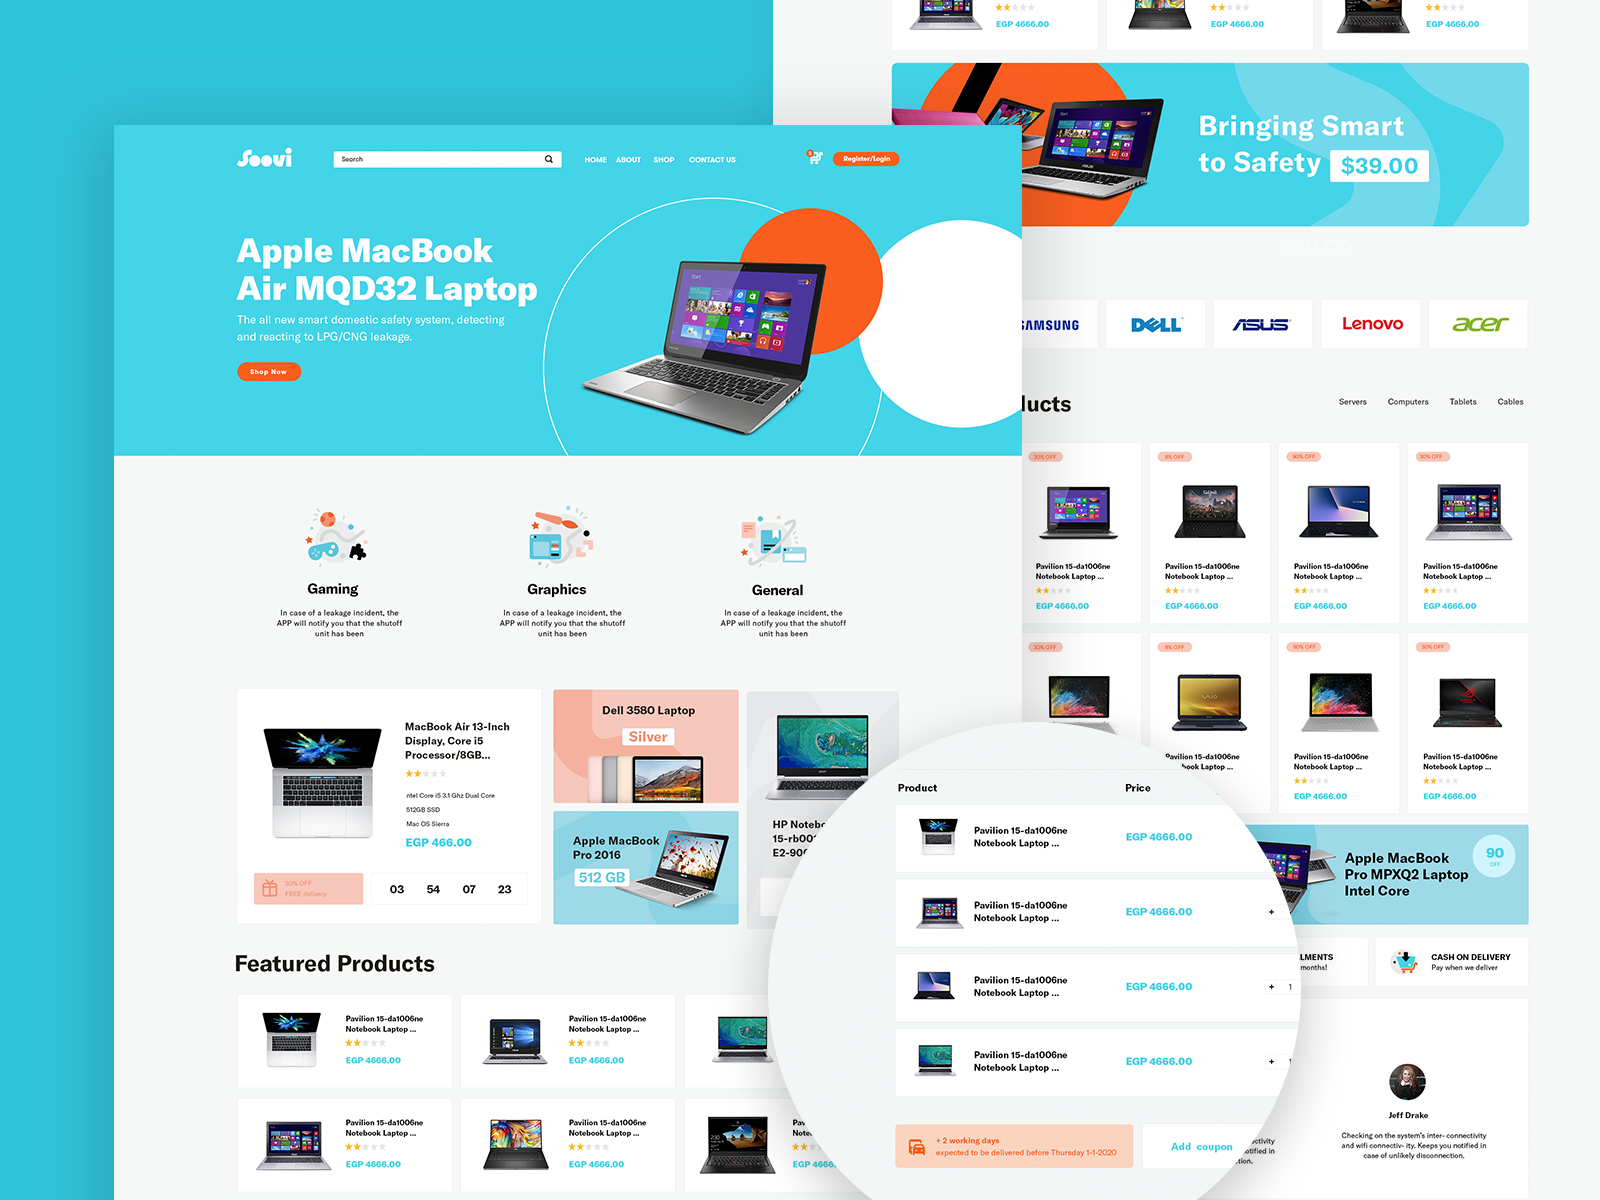 Soovi
Search
HOME ABOUT SHOP CONTACT US
Register/Login
Apple MacBook
Air MQD32 Laptop
The all new smart domestic safety system, detecting
and reacting to LPG/CNG leakage.
Shop Now
Gaming
In case of a leakage incident, the
APP will notify you that the shutoff
unit has been
Graphics
In case of a leakage incident, the
APP will notify you that the shutoff
unit has been
General
In case of a leakage incident, the
APP will notify you that the shutoff
unit has been
MacBook Air 13-Inch
Display, Core i5
Processor/8GB...
ntel Core i5 3.1 Ghz Dual Core
512GB SSD
Mac OS Sierra
EGP 466.00
50% OFF
FREE delivery
03 54 07 23
Dell 3580 Laptop
Silver
Apple MacBook
Pro 2016
512 GB
HP Noteb
15-rb00
E2-90
Featured Products
Pavilion 15-da1006ne
Notebook Laptop ...
EGP 4666.00
Pavilion 15-da1006ne
Notebook Laptop ...
EGP 4666.00
Pavilion 15-da1006ne
Notebook Laptop ...
EGP 4666.00
Pavilion 15-da1006ne
Notebook Laptop ...
EGP 4666.00
Pav
Note
EGP 4666.
EGP 4666.00
EGP 4666.00
EGP 4666.00
Bringing Smart
to Safety $39.00
$39.00
SAMSUNG
DELL
ASUS
Lenovo
acer
ducts
Servers Computers Tablets Cables
30% OFF
Pavilion 15-da1006ne
Notebook Laptop ...
EGP 4666.00
8% OFF
Pavilion 15-da1006ne
Notebook Laptop ...
EGP 4666.00
90% OFF
Pavilion 15-da1006ne
Notebook Laptop ...
EGP 4666.00
30% OFF
Pavilion 15-da1006ne
Notebook Laptop ...
EGP 4666.00
30% OFF
8% OFF
Pavilion 15-da1006ne
Notebook Laptop ...
90% OFF
Pavilion 15-da1006ne
Notebook Laptop ...
EGP 4666.00
30% OFF
Pavilion 15-da1006ne
Notebook Laptop ...
EGP 4666.00
Apple MacBook
Pro MPXQ2 Laptop
Intel Core
90
OFF
LMENTS
months!
CASH ON DELIVERY
Pay when we deliver
Jeff Drake
Checking on the system's inter- connectivity
and wifi connectiv- ity. Keeps you notified in
case of unlikely disconnection.
Product Price
Pavilion 15-da1006ne
Notebook Laptop ...
EGP 4666.00
Pavilion 15-da1006ne
Notebook Laptop ...
EGP 4666.00
+
Pavilion 15-da1006ne
Notebook Laptop ...
EGP 4666.00
+ 1
Pavilion 15-da1006ne
Notebook Laptop ...
EGP 4666.00
+ 1
+ 2 working days
expected to be delivered before Thursday 1-1-2020
Add coupon
ectivity
notified in
ction.